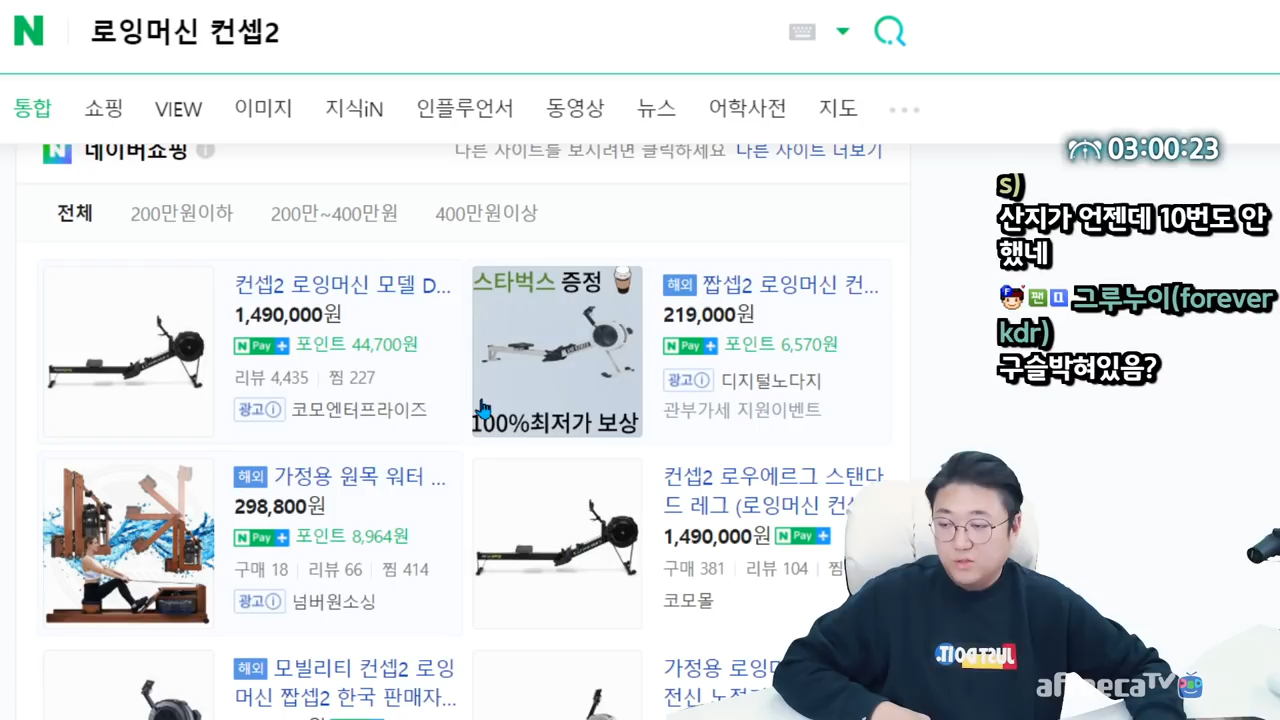 N
로잉머신 컨셉2
통합 쇼핑 VIEW 이미지 지식iN 인플루언서 동영상 뉴스 어학사전 지도
N 네이버쇼핑
다른 사이트를 보시려면 클릭하세요 다른 사이트 더보기
전체 200만원이하 200만~400만원 400만원이상
컨셉2 로잉머신 모델 D...
1,490,000원
N Pay + 포인트 44,700원
리뷰 4,435 찜 227
광고 코모엔터프라이즈
스타벅스 증정
100%최저가 보상
해외 짭셉2 로잉머신 컨...
219,000원
N Pay + 포인트 6,570원
광고 디지털노다지
관부가세 지원이벤트
해외 가정용 원목 워터 ...
298,800원
N Pay + 포인트 8,964원
구매 18 리뷰 66 찜 414
광고 넘버원소싱
컨셉2 로우에르그 스탠다
드 레그 (로잉머신 컨
1,490,000원 N Pay +
구매 381 리뷰 104 찜
코모몰
해외 모빌리티 컨셉2 로잉
머신 짭셉2 한국 판매자...
가정용 로잉
03:00:23
s)
산지가 언젠데 10번도 안
했네
그루누이(forever
kdr)
구슬박혀있음?
JUST DO IT.
afreecaTV